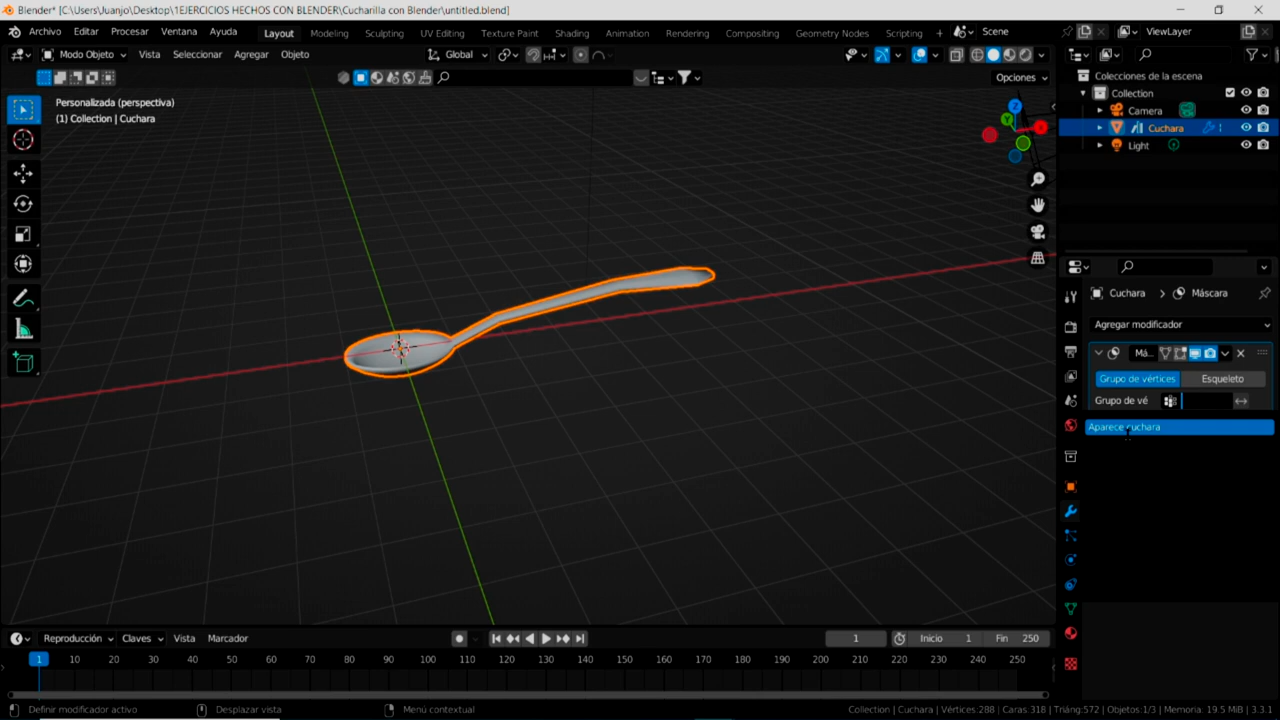 Blender* [C:\Users\Juanjo\Desktop\1EJERCICIOS HECHOS CON BLENDER\Cucharilla con Blender\untitled.blend]
Archivo Editar Procesar Ventana Ayuda Layout Modeling Sculpting UV Editing Texture Paint Shading Animation Rendering Compositing Geometry Nodes Scripting + Scene ViewLayer
Modo Objeto Vista Seleccionar Agregar Objeto Global
Opciones
Colecciones de la escena
Collection
Camera
Cuchara
Light
Personalizada (perspectiva)
(1) Collection | Cuchara
Z
Y
X
Cuchara > Máscara
Agregar modificador
Má...
Grupo de vértices Esqueleto
Grupo de vé
Aparece cuchara
Reproducción Claves Vista Marcador 1 Inicio 1 Fin 250
1 10 20 30 40 50 60 70 80 90 100 110 120 130 140 150 160 170 180 190 200 210 220 230 240 250
Definir modificador activo Desplazar vista Menú contextual Collection | Cuchara | Vértices:288 | Caras:318 | Triáng:572 | Objetos:1/3 | Memoria: 19.5 MiB | 3.3.1